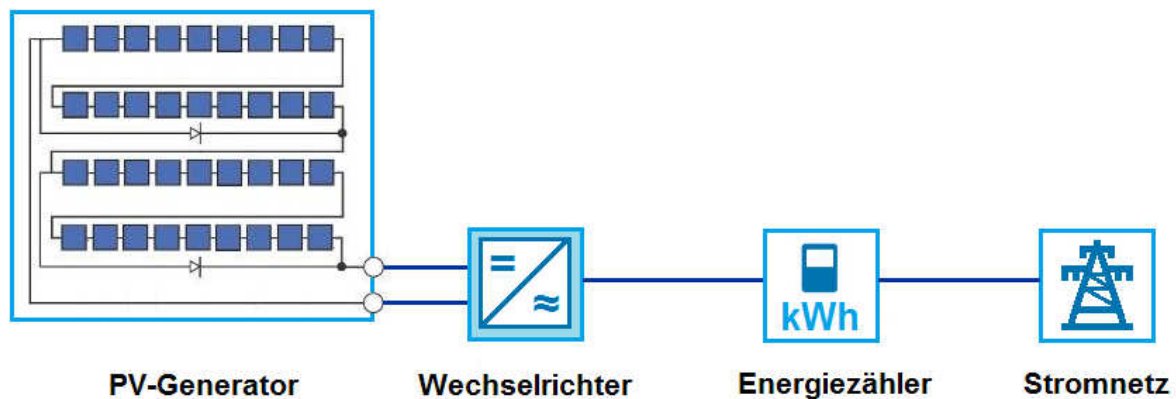 kWh
PV-Generator
Wechselrichter
Energiezähler
Stromnetz